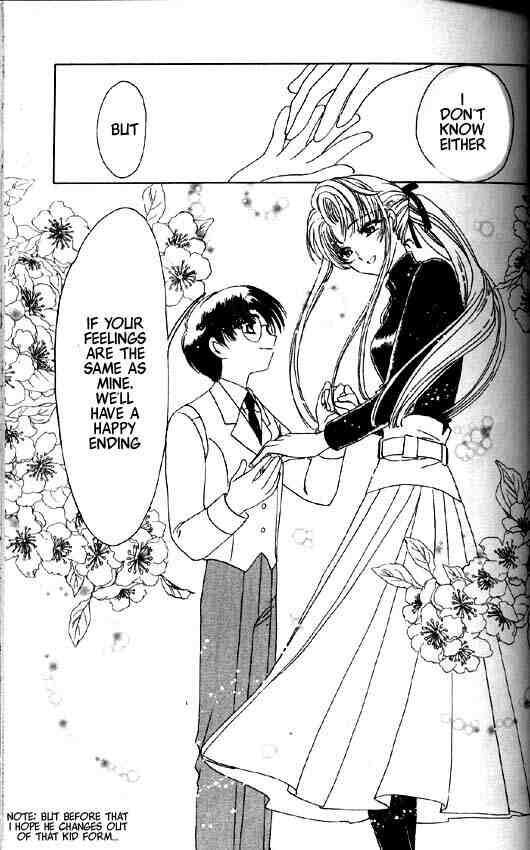 I
DON'T
KNOW
EITHER
BUT
IF YOUR
FEELINGS
ARE THE
SAME AS
MINE.
WE'LL
HAVE A
HAPPY
ENDING
NOTE: BUT BEFORE THAT
I HOPE HE CHANGES OUT
OF THAT KID FORM...